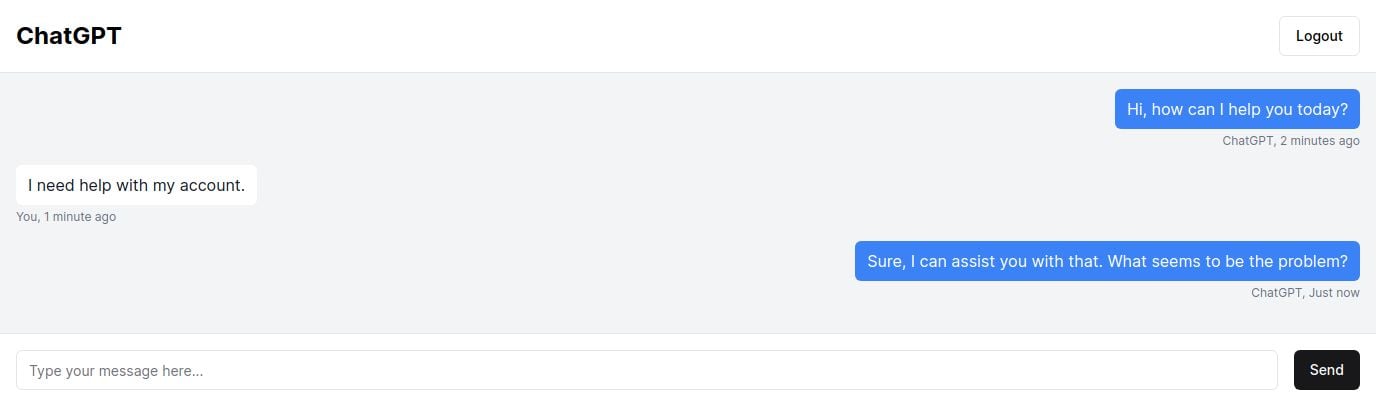 ChatGPT
Logout
Hi, how can I help you today?
ChatGPT, 2 minutes ago
I need help with my account.
You, 1 minute ago
Sure, I can assist you with that. What seems to be the problem?
ChatGPT, Just now
Type your message here...
Send